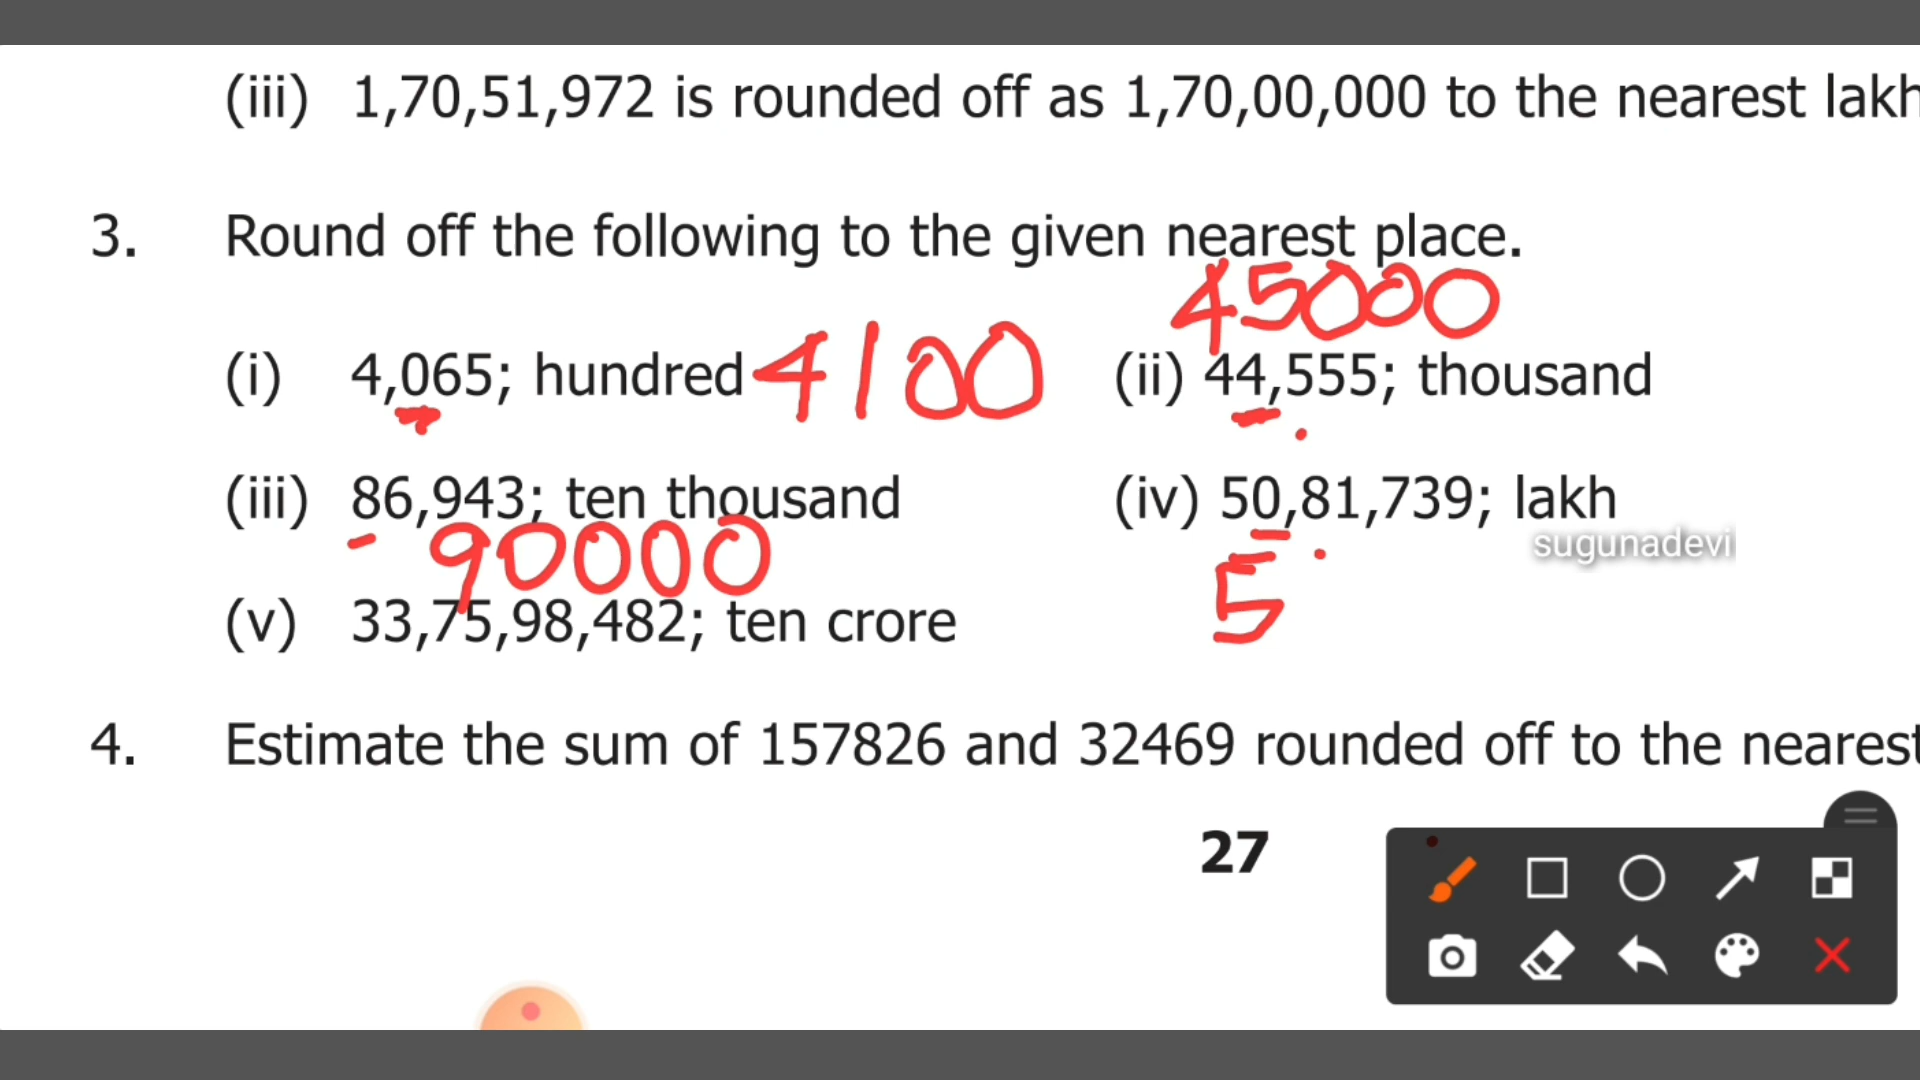 (iii) 1,70,51,972 is rounded off as 1,70,00,000 to the nearest lakh
3. Round off the following to the given nearest place.
45000
(i) 4,065; hundred 4100 (ii) 44,555; thousand
(iii) 86,943; ten thousand (iv) 50,81,739; lakh
sugunadevi
90000
5
(v) 33,75,98,482; ten crore
4. Estimate the sum of 157826 and 32469 rounded off to the nearest
27